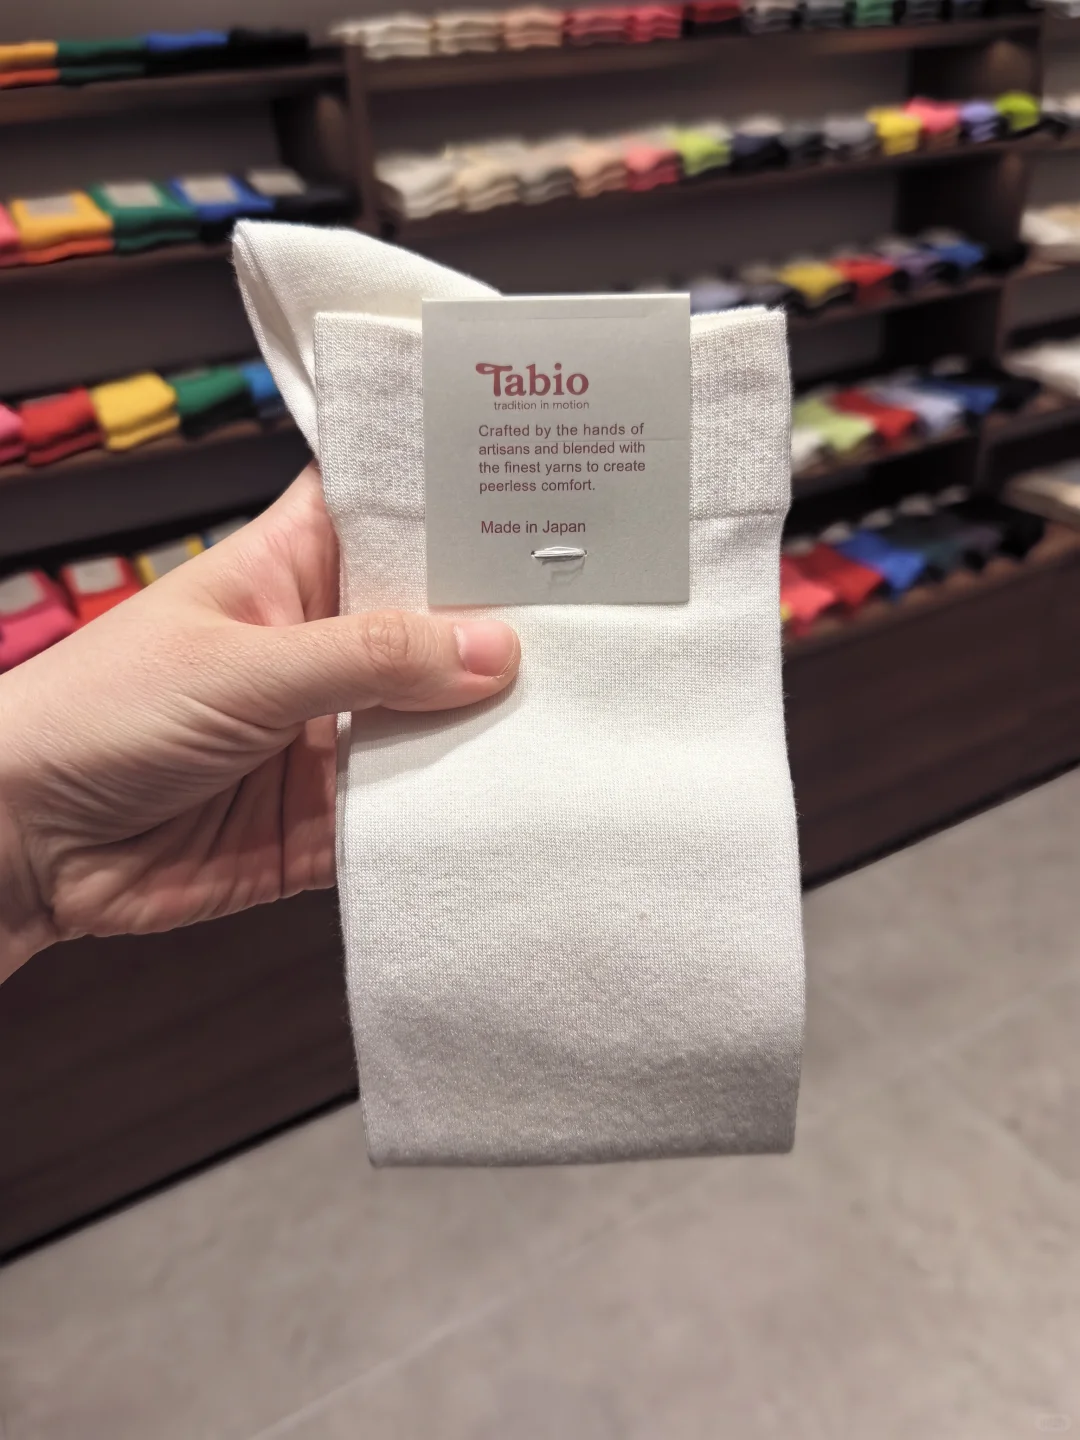 Tabio
tradition in motion
Crafted by the hands of
artisans and blended with
the finest yarns to create
peerless comfort.
Made in Japan